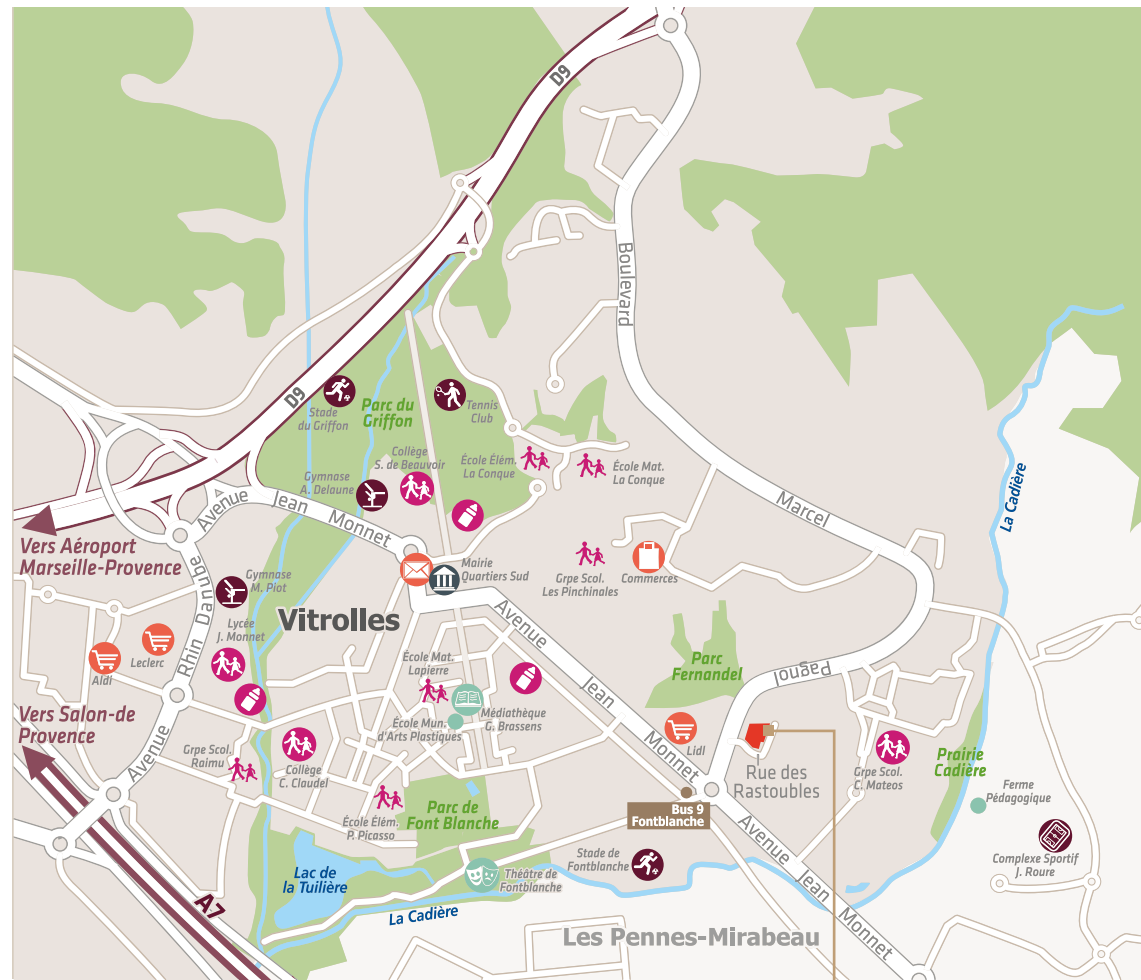 D9
D9
Boulevard
Marcel
Pagnol
La Cadière
Stade
du Griffon
Parc du
Griffon
Tennis
Club
Collège
S. de Beauvoir
École Élém.
La Conque
École Mat.
La Conque
Gymnase
A. Delaune
Avenue
Jean
Monnet
Vers Aéroport
Marseille-Provence
Gymnase
M. Piot
Mairie
Quartiers Sud
Grpe Scol.
Les Pinchinales
Commerces
Vitrolles
Avenue
Jean
Monnet
Rhin Danube
Avenue
Lycée
J. Monnet
Leclerc
Aldi
École Mat.
Lapierre
Parc
Fernandel
Médiathèque
G. Brassens
École Mun.
d'Arts Plastiques
Vers Salon-de
Provence
Grpe Scol.
Raimu
Collège
C. Claudel
Lidl
Rue des
Rastoubles
Grpe Scol.
C. Mateos
Prairie
Cadière
Ferme
Pédagogique
École Élém.
P. Picasso
Parc de
Font Blanche
Bus 9
Fontblanche
Avenue
Jean
Monnet
Complexe Sportif
J. Roure
Stade de
Fontblanche
Théâtre de
Fontblanche
Lac de
la Tuilière
A7
La Cadière
Les Pennes-Mirabeau